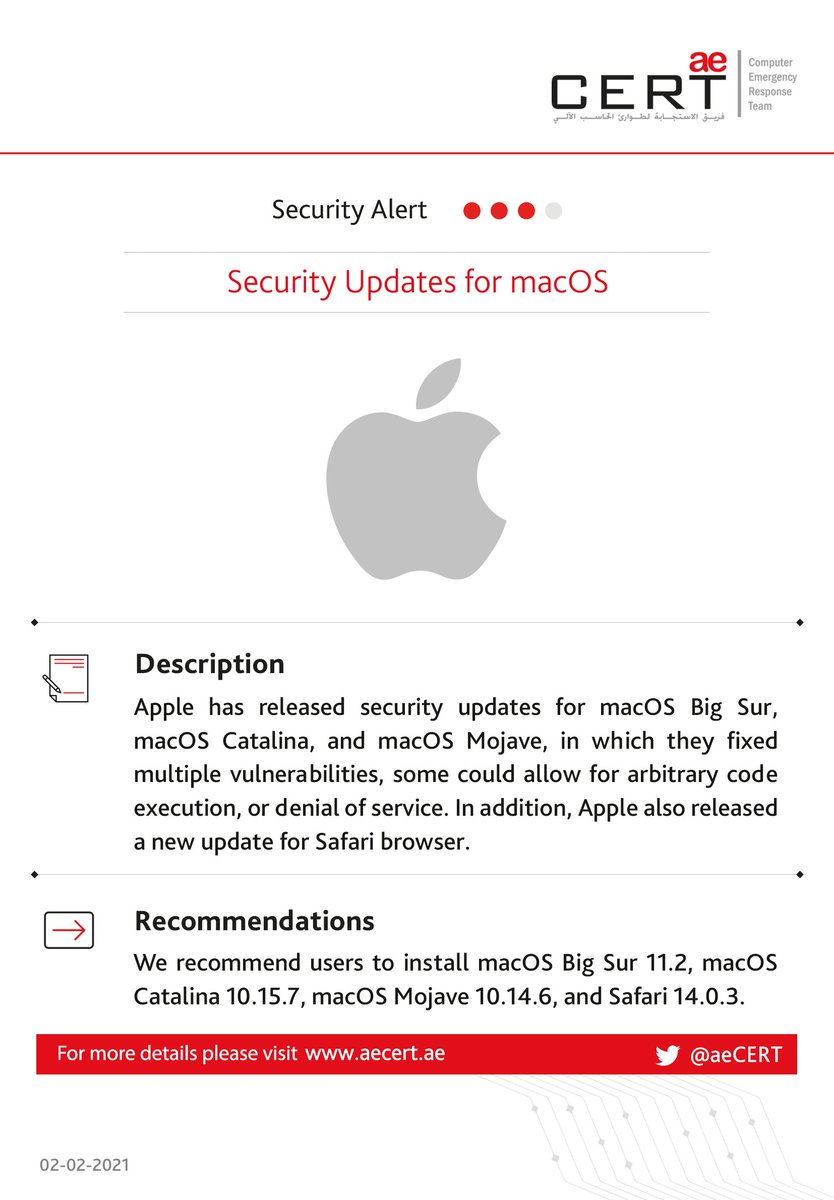 ae
CERT
فريق الاستجابة لطوارئ الحاسب الآلي
Computer
Emergency
Response
Team
Security Alert
Security Updates for macOS
Description
Apple has released security updates for macOS Big Sur,
macOS Catalina, and macOS Mojave, in which they fixed
multiple vulnerabilities, some could allow for arbitrary code
execution, or denial of service. In addition, Apple also released
a new update for Safari browser.
Recommendations
We recommend users to install macOS Big Sur 11.2, macOS
Catalina 10.15.7, macOS Mojave 10.14.6, and Safari 14.0.3.
For more details please visit www.aecert.ae
@aeCERT
02-02-2021